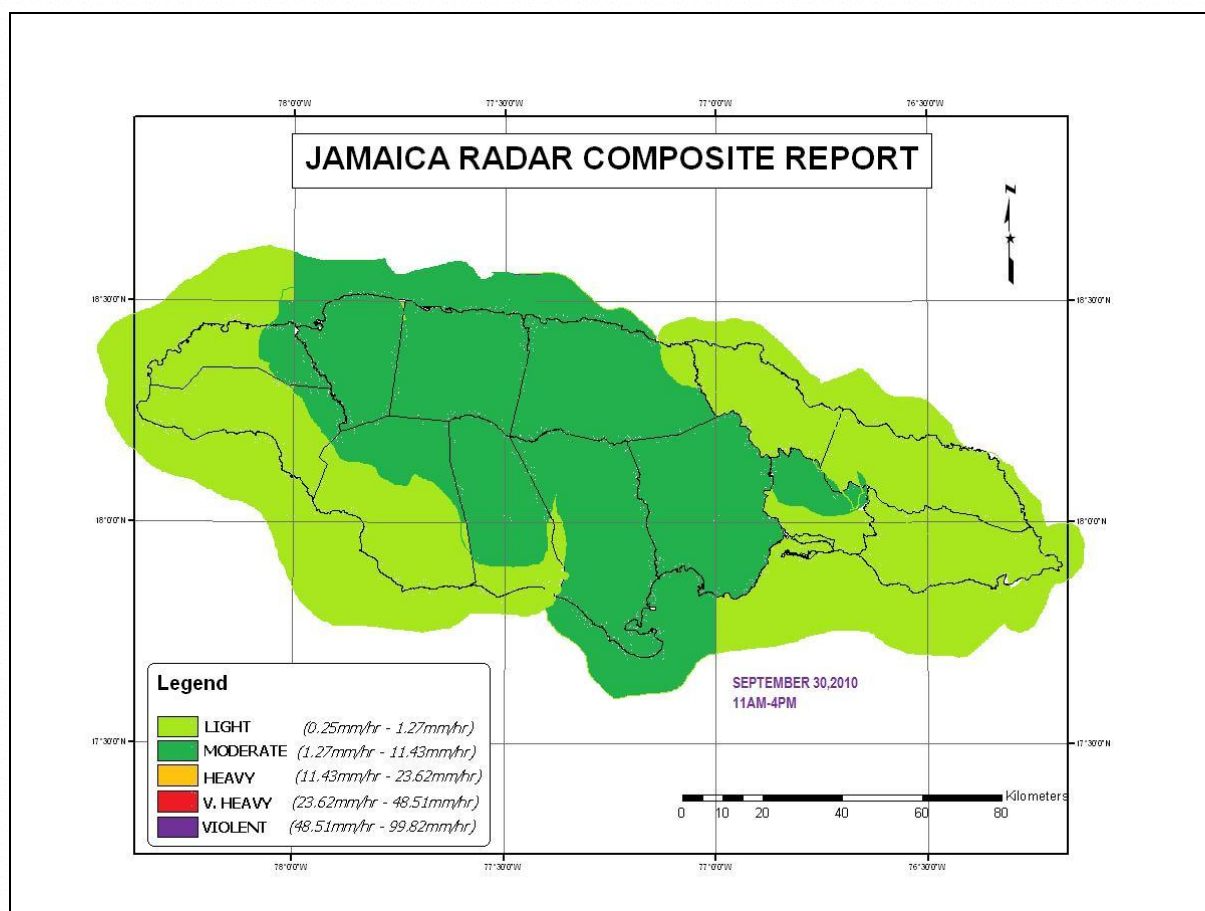 78°0'0"W 77°30'0"W 77°0'0"W 76°30'0"W
JAMAICA RADAR COMPOSITE REPORT
N
18°30'0"N 18°30'0"N
18°0'0"N 18°0'0"N
SEPTEMBER 30,2010
11AM-4PM
Legend
LIGHT (0.25mm/hr - 1.27mm/hr)
MODERATE (1.27mm/hr - 11.43mm/hr)
HEAVY (11.43mm/hr - 23.62mm/hr)
V. HEAVY (23.62mm/hr - 48.51mm/hr)
VIOLENT (48.51mm/hr - 99.82mm/hr)
17°30'0"N 17°30'0"N
Kilometers
0 10 20 40 60 80
78°0'0"W 77°30'0"W 77°0'0"W 76°30'0"W